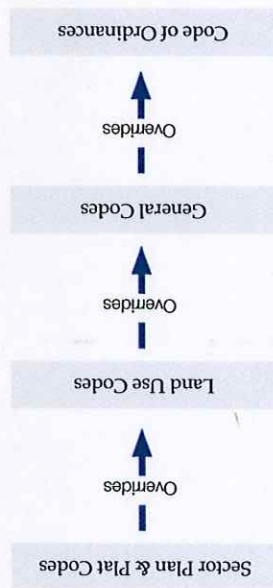 Sector Plan & Plat Codes
Overrides
Land Use Codes
Overrides
General Codes
Overrides
Code of Ordinances